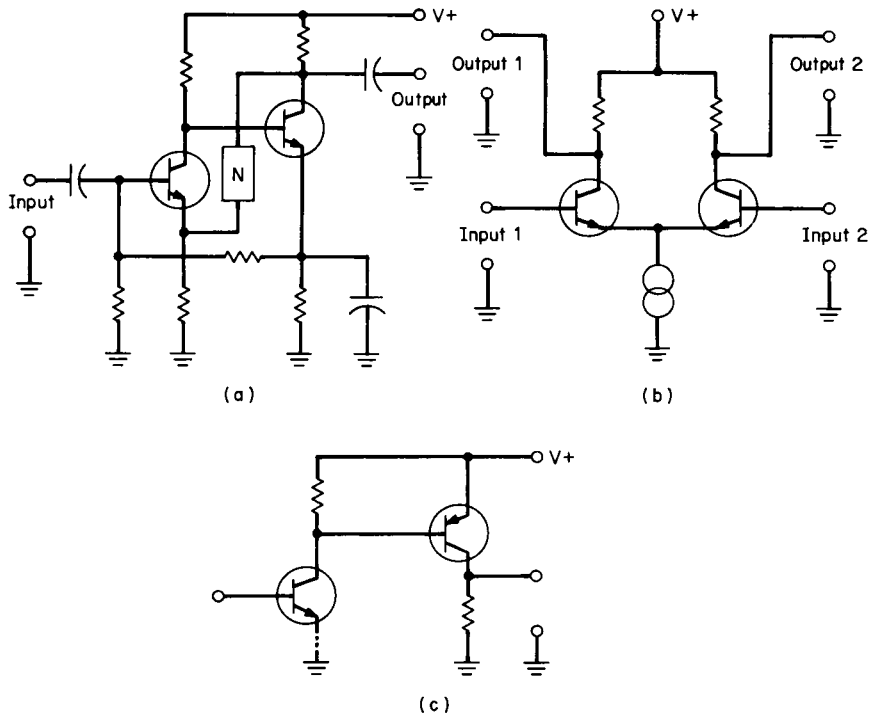 V+
Output
N
Input
(a)
V+
Output 1
Output 2
Input 1
Input 2
(b)
V+
(c)